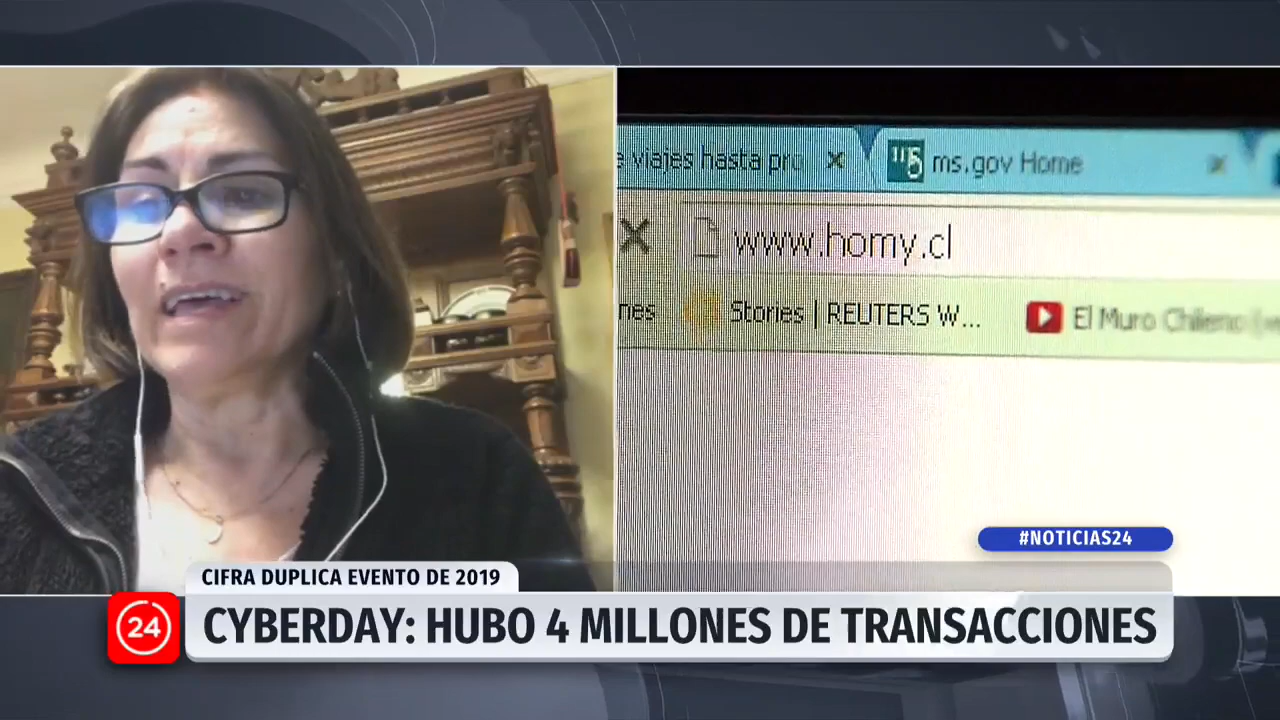 viajes hasta pro
ms.gov Home
www.homy.cl
nes
Stories | REUTERS W...
El Muro Chileno
#NOTICIAS24
CIFRA DUPLICA EVENTO DE 2019
24
CYBERDAY: HUBO 4 MILLONES DE TRANSACCIONES